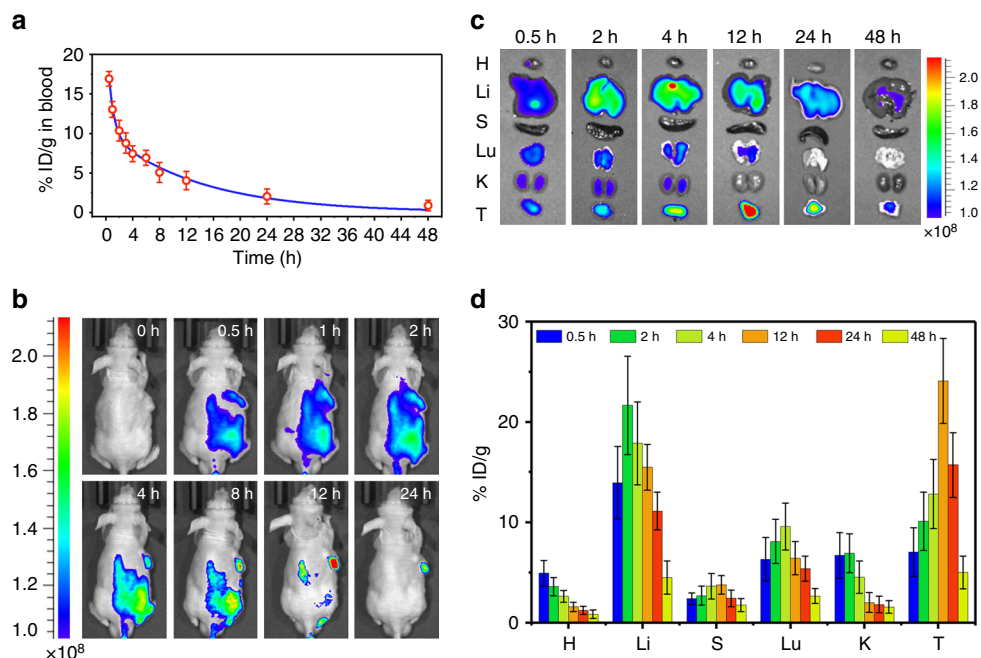 a
20
15
10
5
0
% ID/g in blood
0 4 8 12 16 20 24 28 32 36 40 44 48
Time (h)
c
0.5 h 2 h 4 h 12 h 24 h 48 h
H
Li
S
Lu
K
T
2.0
1.8
1.6
1.4
1.2
1.0
×10⁸
b
2.0
1.8
1.6
1.4
1.2
1.0
×10⁸
0 h 0.5 h 1 h 2 h
4 h 8 h 12 h 24 h
d
30
20
10
0
% ID/g
0.5 h 2 h 4 h 12 h 24 h 48 h
H Li S Lu K T